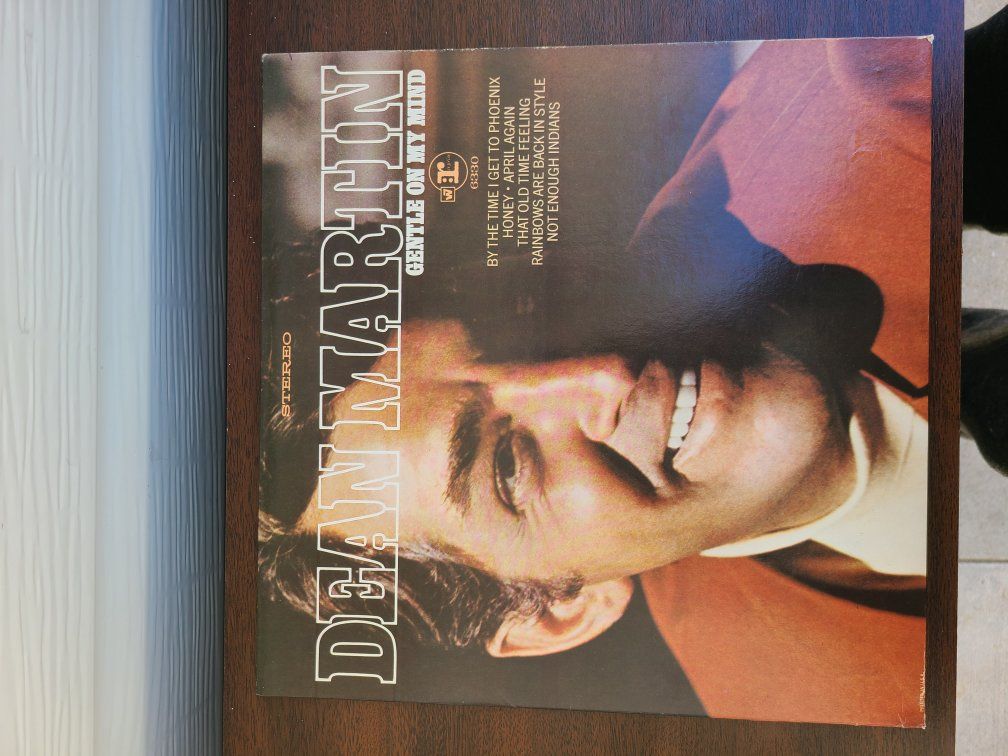 STEREO
DEAN MARTIN
GENTLE ON MY MIND
W
B
r
6330
BY THE TIME I GET TO PHOENIX
HONEY • APRIL AGAIN
THAT OLD TIME FEELING
RAINBOWS ARE BACK IN STYLE
NOT ENOUGH INDIANS